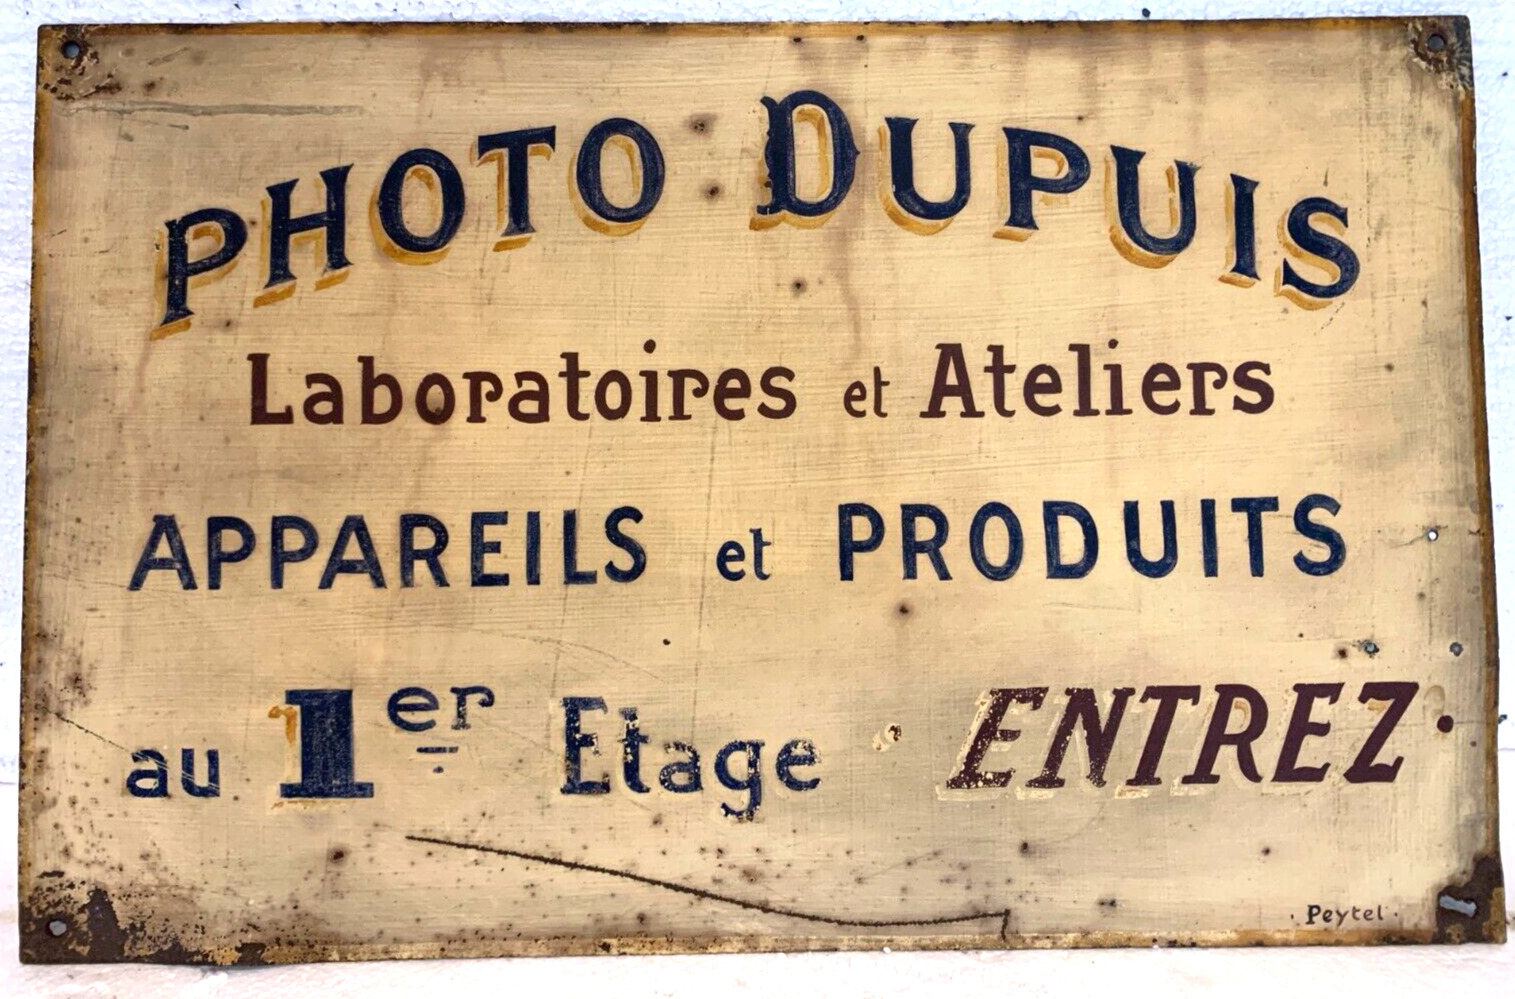 PHOTO DUPUIS
Laboratoires et Ateliers
APPAREILS et PRODUITS
au 1er Etage ENTREZ
Peytel